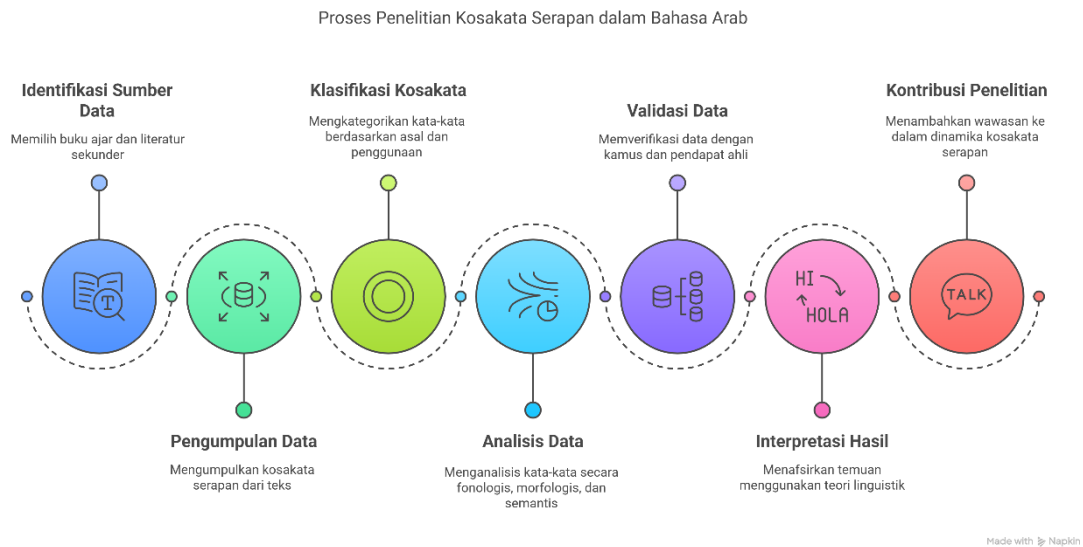 Proses Penelitian Kosakata Serapan dalam Bahasa Arab
Identifikasi Sumber
Data
Memilih buku ajar dan literatur
sekunder
Klasifikasi Kosakata
Mengkategorikan kata-kata
berdasarkan asal dan
penggunaan
Validasi Data
Memverifikasi data dengan
kamus dan pendapat ahli
Kontribusi Penelitian
Menambahkan wawasan ke
dalam dinamika kosakata
serapan
T
HI
HOLA
TALK
Pengumpulan Data
Mengumpulkan kosakata
serapan dari teks
Analisis Data
Menganalisis kata-kata secara
fonologis, morfologis, dan
semantis
Interpretasi Hasil
Menafsirkan temuan
menggunakan teori linguistik
Made with Napkin